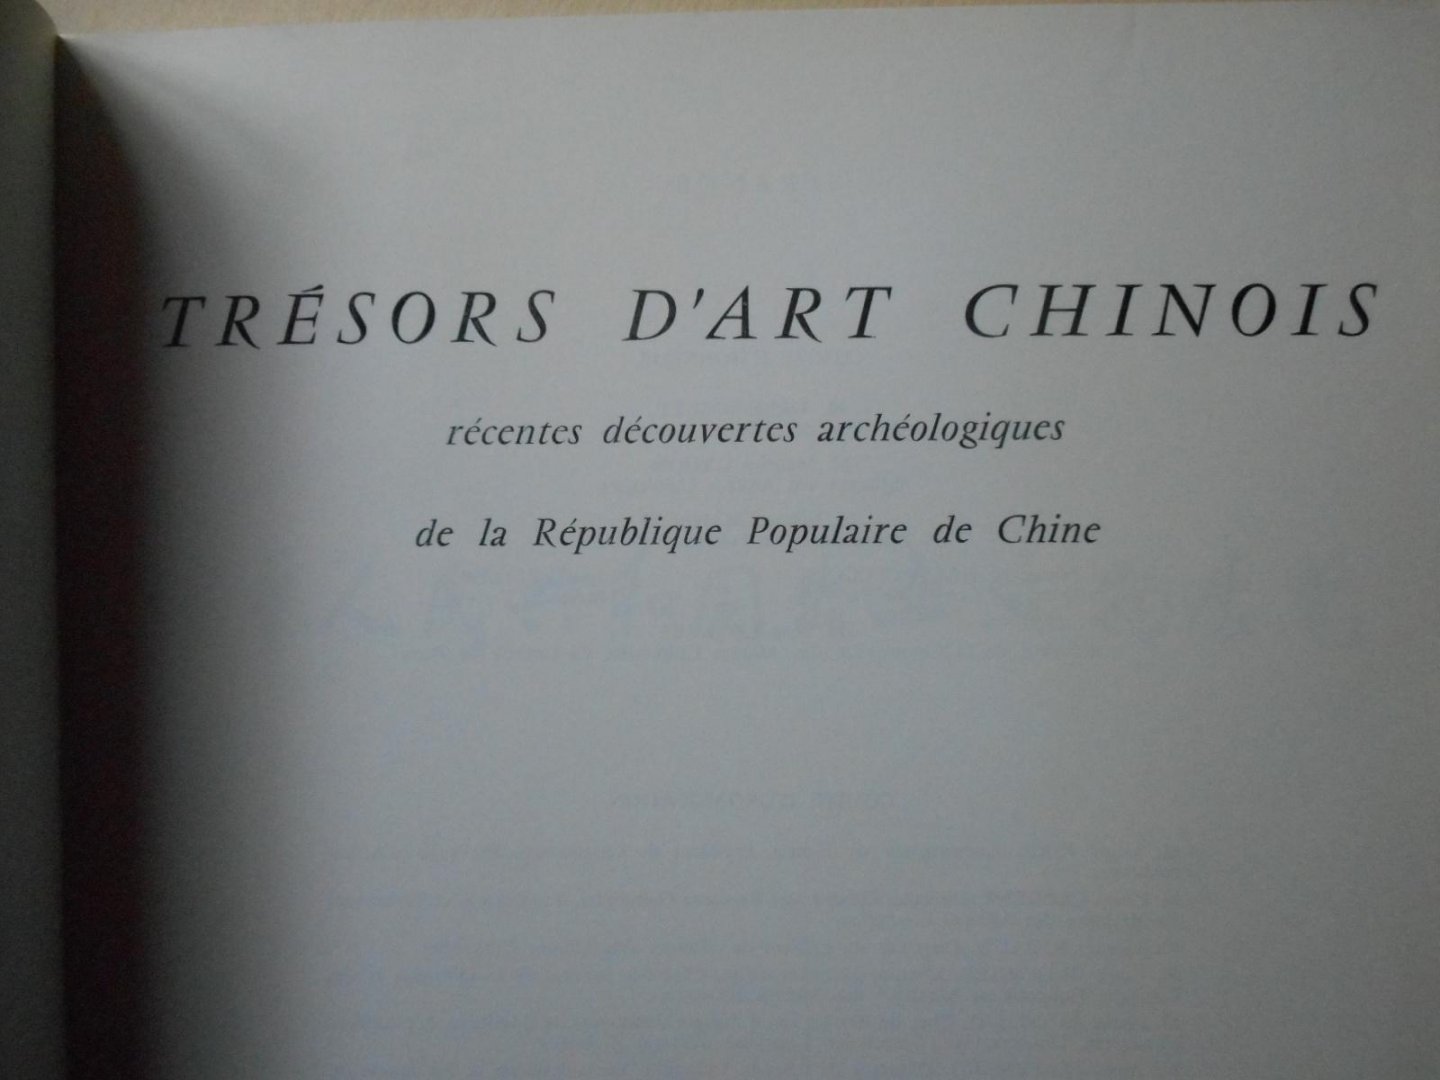 TRÉSORS D'ART CHINOIS
récentes découvertes archéologiques
de la République Populaire de Chine